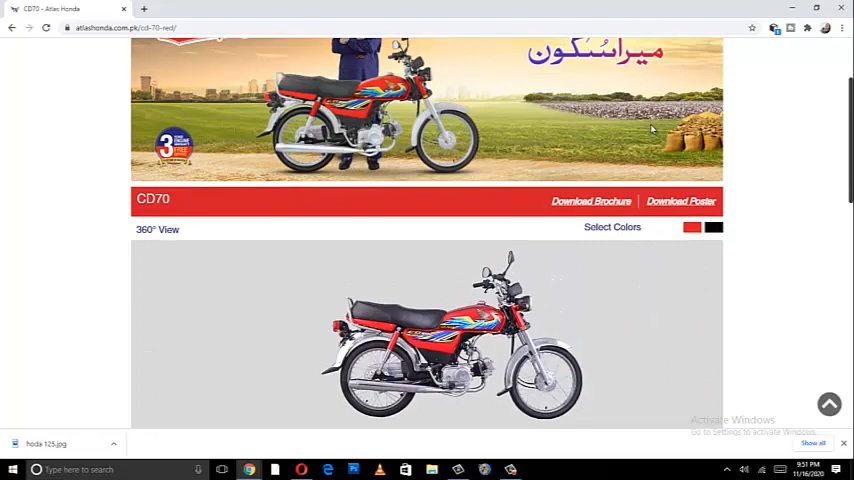 CD70 - Atlas Honda
atlashonda.com.pk/cd-70-red/
میرا سکون
3
FREE
CD70
Download Brochure | Download Poster
360° View
Select Colors
Activate Windows
Go to Settings to activate Windows.
hoda 125.jpg
Show all
Type here to search
9:51 PM
11/16/2020